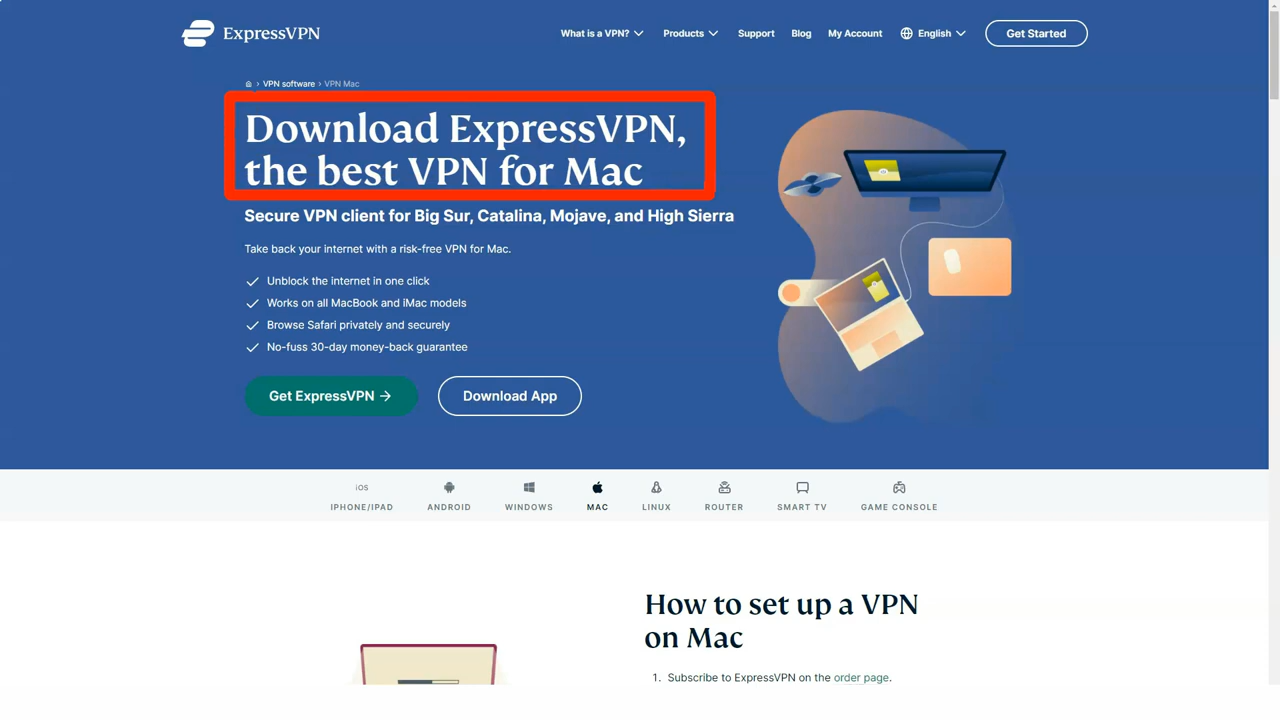 ExpressVPN
What is a VPN?
Products
Support
Blog
My Account
English
Get Started
› VPN software › VPN Mac
Download ExpressVPN,
the best VPN for Mac
Secure VPN client for Big Sur, Catalina, Mojave, and High Sierra
Take back your internet with a risk-free VPN for Mac.
Unblock the internet in one click
Works on all MacBook and iMac models
Browse Safari privately and securely
No-fuss 30-day money-back guarantee
Get ExpressVPN →
Download App
iOS
IPHONE/IPAD
ANDROID
WINDOWS
MAC
LINUX
ROUTER
SMART TV
GAME CONSOLE
How to set up a VPN
on Mac
1. Subscribe to ExpressVPN on the order page.